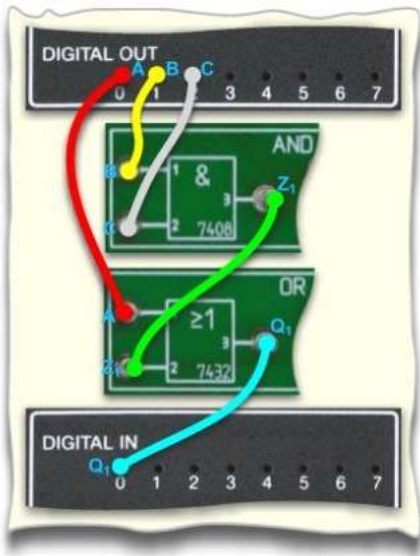 DIGITAL OUT
A B C
0 1 3 4 5 6 7
AND
B 1 & 3 Z1
C 2 7408
OR
A ≥1 3 Q1
Z1 2 7432
DIGITAL IN
Q1
0 1 2 3 4 5 6 7